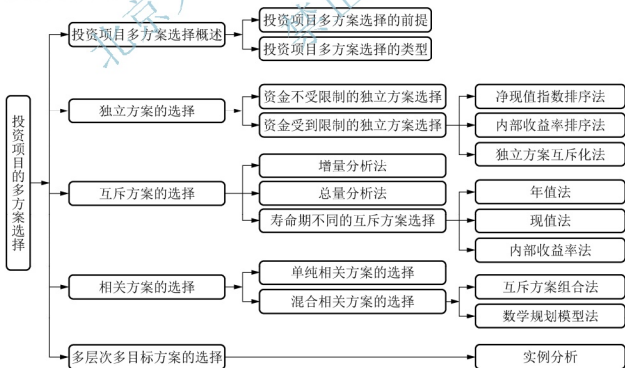 投资项目的多方案选择
投资项目多方案选择概述
投资项目多方案选择的前提
投资项目多方案选择的类型
独立方案的选择
资金不受限制的独立方案选择
资金受到限制的独立方案选择
净现值指数排序法
内部收益率排序法
独立方案互斥化法
互斥方案的选择
增量分析法
总量分析法
寿命期不同的互斥方案选择
年值法
现值法
内部收益率法
相关方案的选择
单纯相关方案的选择
混合相关方案的选择
互斥方案组合法
数学规划模型法
多层次多目标方案的选择
实例分析
北京
禁止